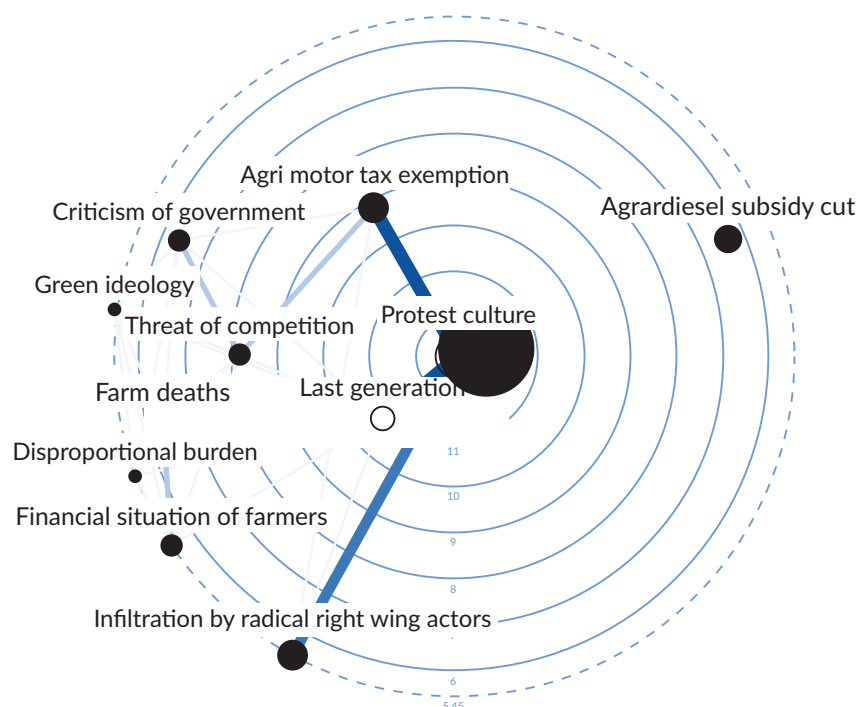 Agri motor tax exemption
Criticism of government
Agrardiesel subsidy cut
Green ideology
Protest culture
Threat of competition
Last generation
Farm deaths
11
Disproportional burden
10
Financial situation of farmers
9
8
Infiltration by radical right wing actors
6
5.45